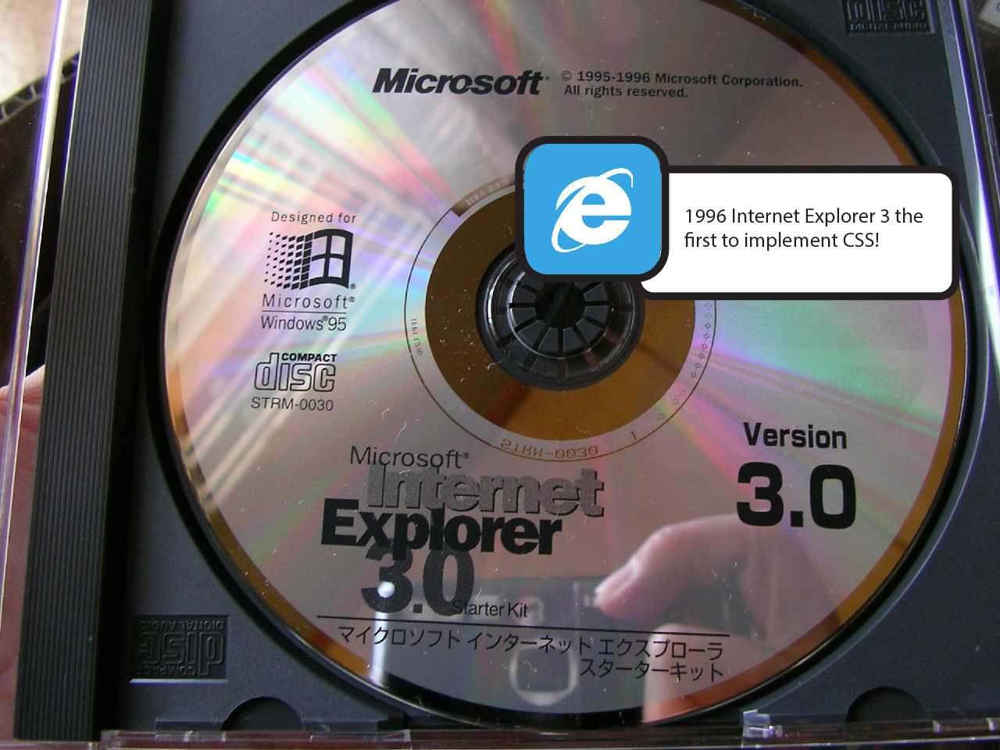 DISC
DIGITAL AUDIO
Microsoft
© 1995-1996 Microsoft Corporation.
All rights reserved.
1996 Internet Explorer 3 the
first to implement CSS!
Designed for
Microsoft®
Windows®95
COMPACT
disc
STRM-0030
STRM-0030 1
Version
3.0
Microsoft®
Internet
Explorer
3.0
Starter Kit
マイクロソフト インターネット エクスプローラ
スターターキット
COMPACT
disc
DIGITAL AUDIO